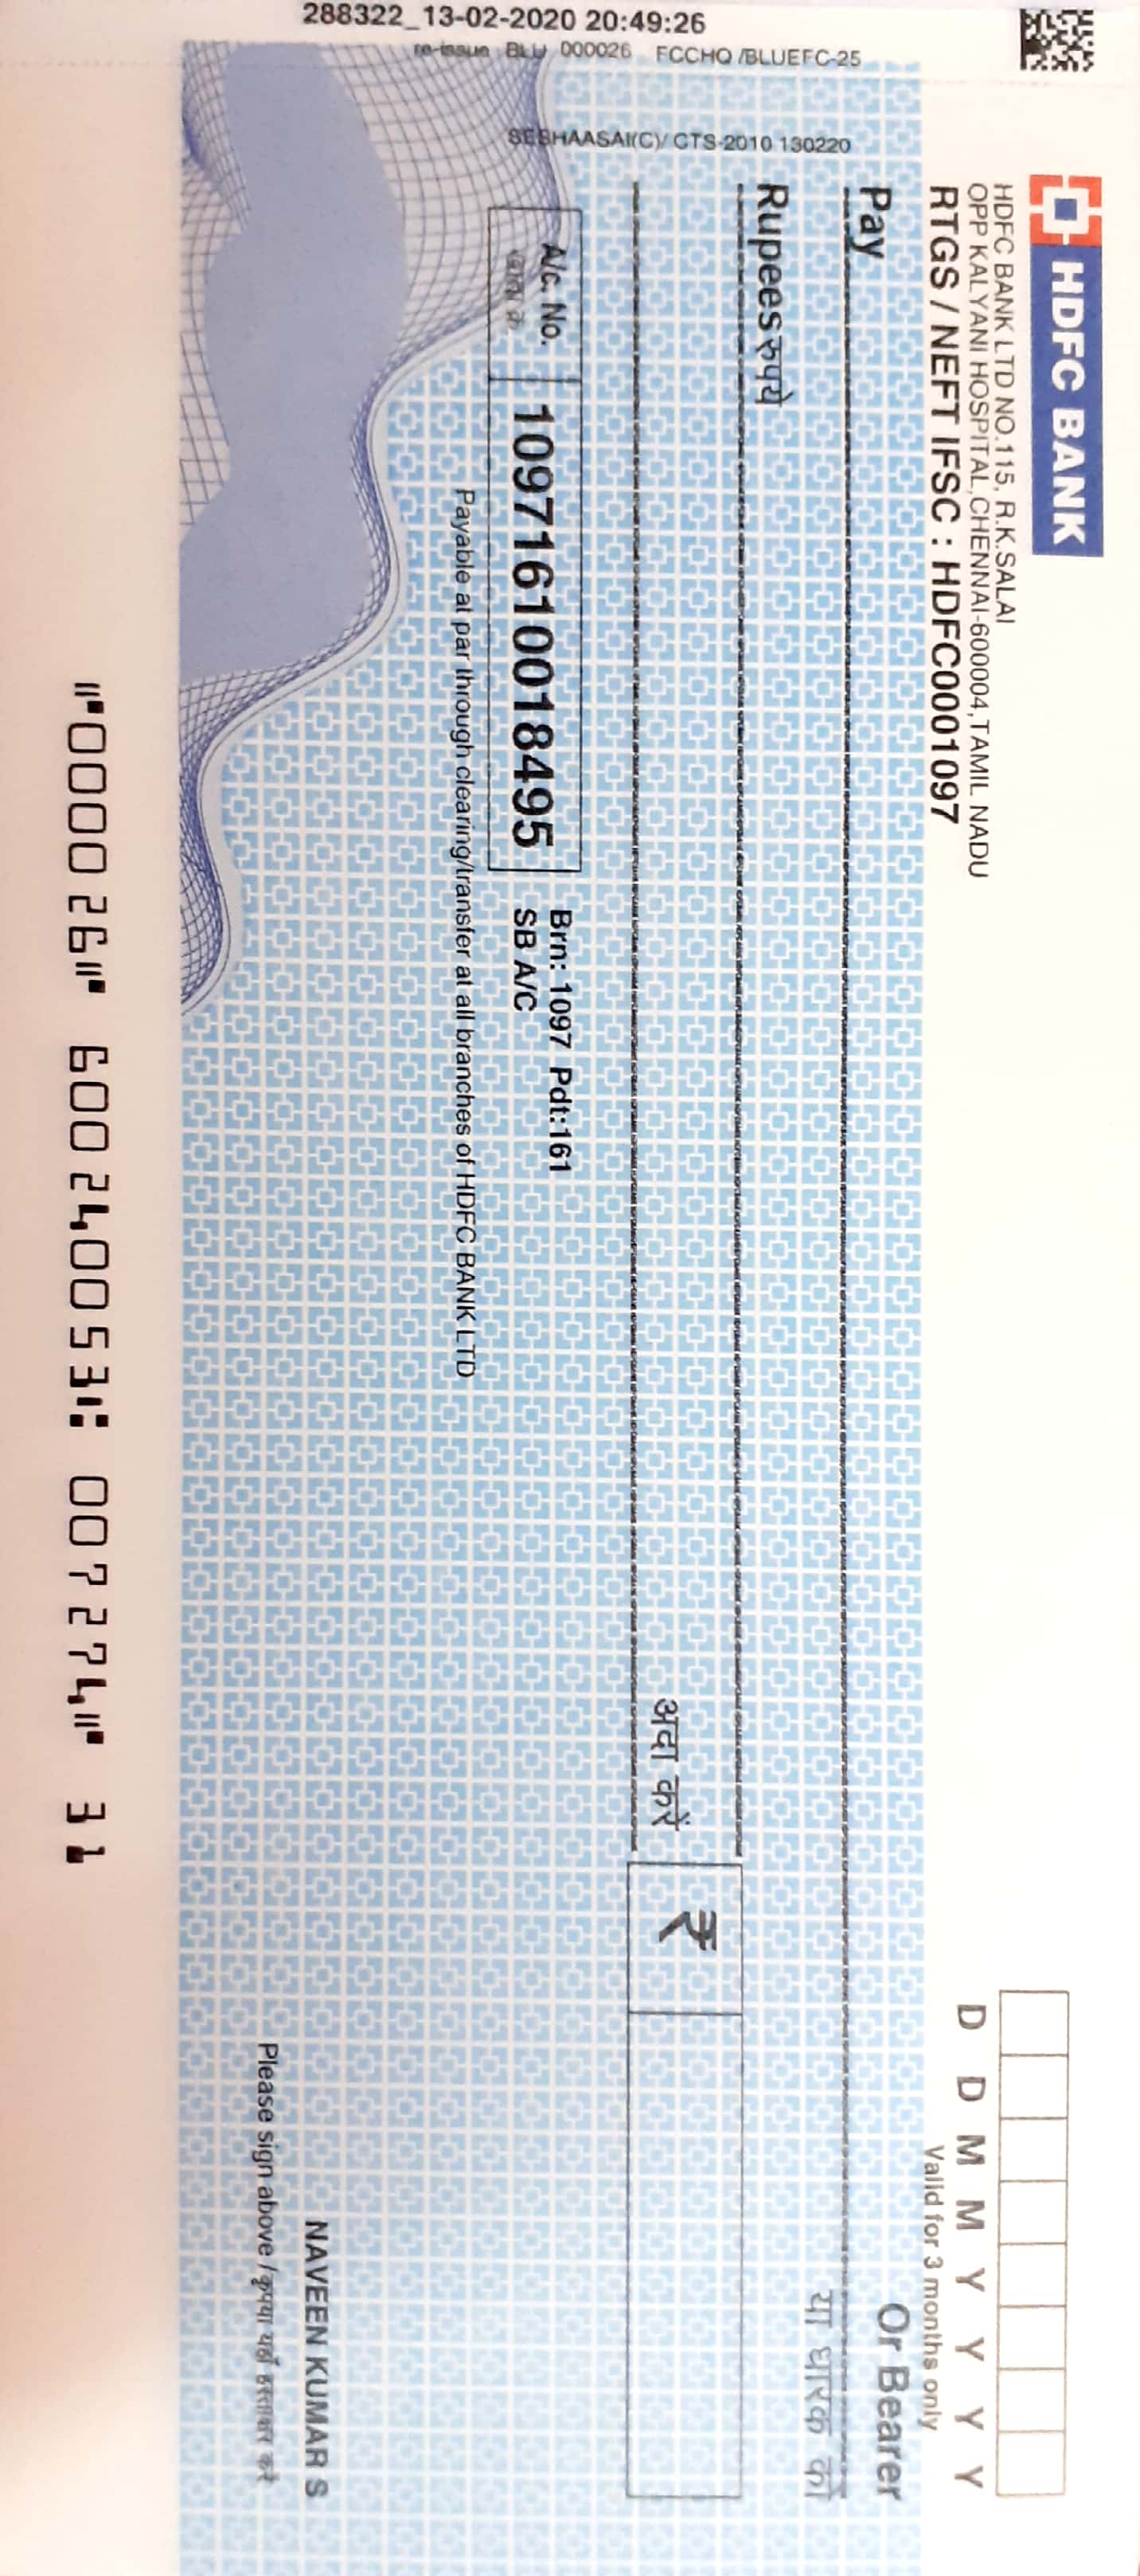 HDFC BANK
HDFC BANK LTD NO.115, R.K.SALAI
OPP KALYANI HOSPITAL,CHENNAI-600004,TAMIL NADU
RTGS / NEFT IFSC : HDFC0001097
D D M M Y Y Y Y
Valid for 3 months only
Pay
Or Bearer
या धारक को
Rupees रुपये
अदा करें
₹
A/c. No.
खाता क्र.
10971610018495
Brn: 1097 Pdt:161
SB A/C
Payable at par through clearing/transfer at all branches of HDFC BANK LTD
NAVEEN KUMAR S
Please sign above / कृपया यहाँ हस्ताक्षर करें
⑈000026⑈ 600240053⑆ 007274⑈ 31
2883322_13-02-2020 20:49:26
re-issue BLU 000026 FCCHQ /BLUEFC-25
SESHAASAI(C)/ CTS-2010 130220